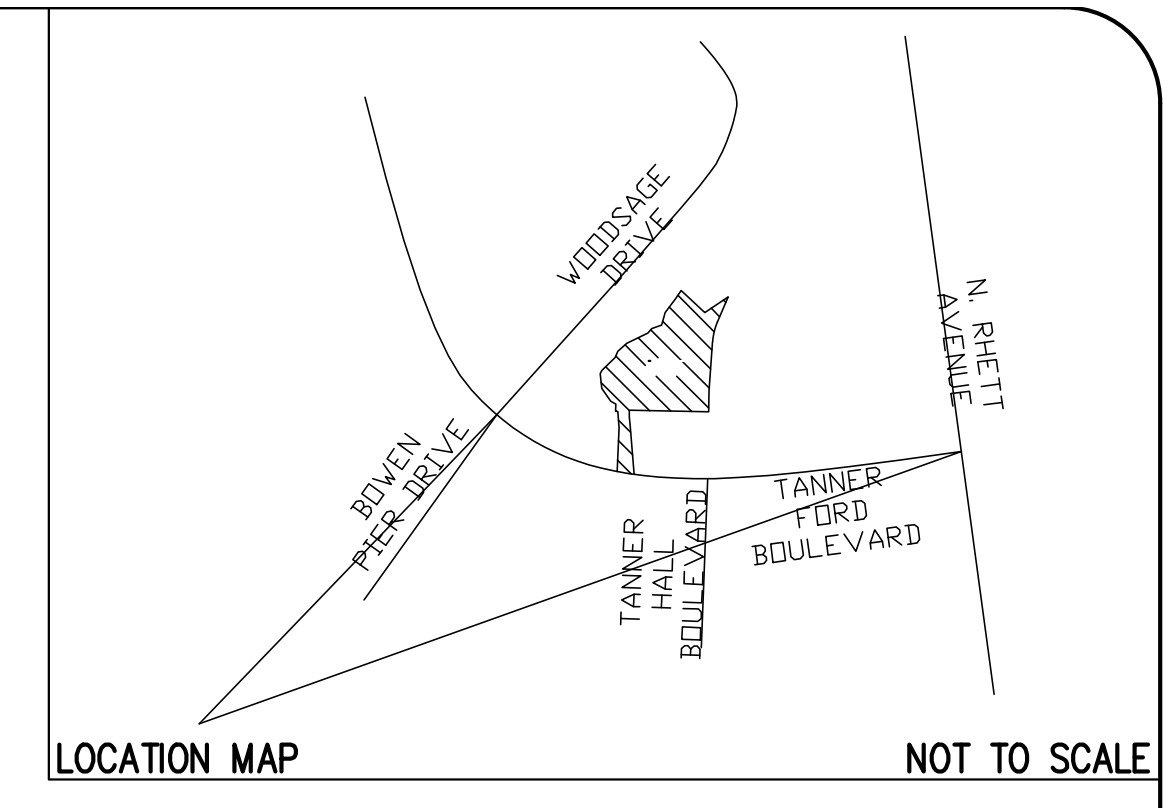 WOODSAGE
DRIVE
N. RHETT
AVENUE
BOWEN
PIER DRIVE
TANNER
HALL
BOULEVARD
TANNER
FORD
BOULEVARD
LOCATION MAP
NOT TO SCALE